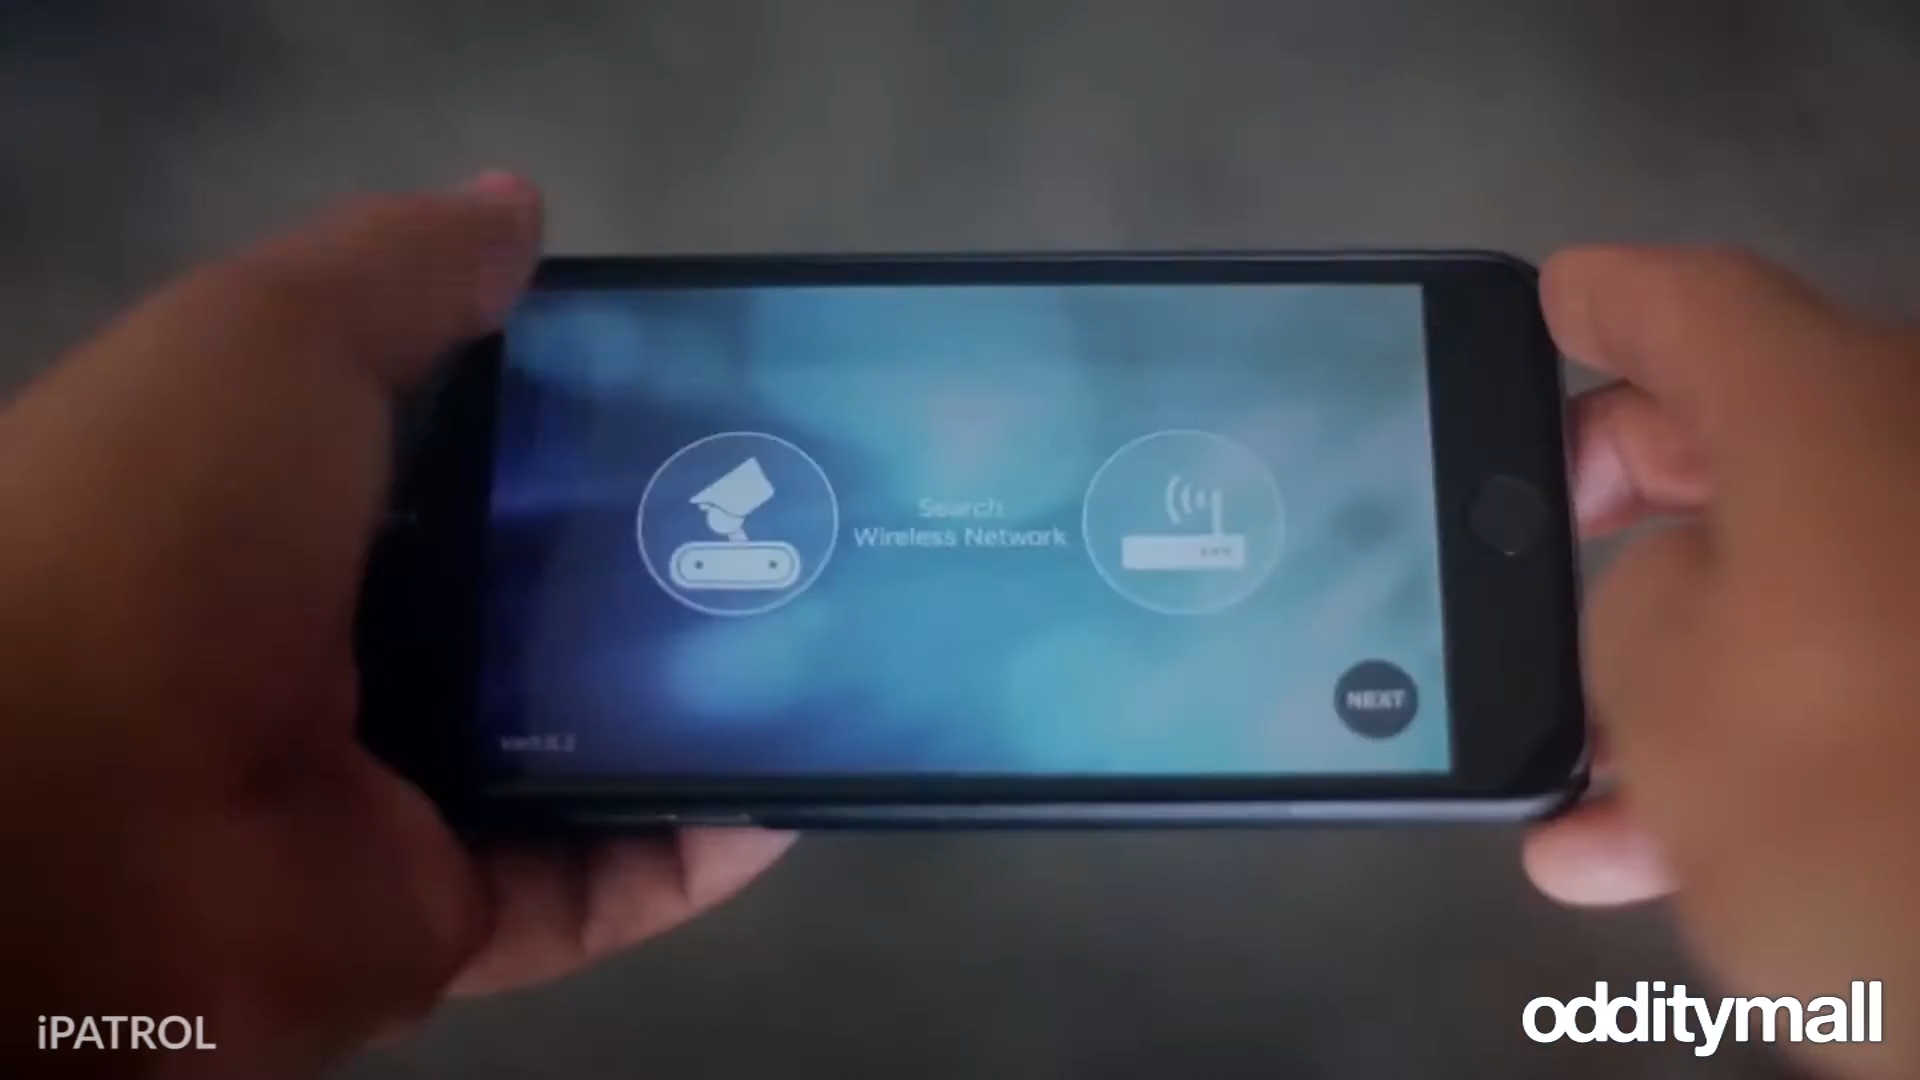 Search
Wireless Network
NEXT
iPATROL
odditymall